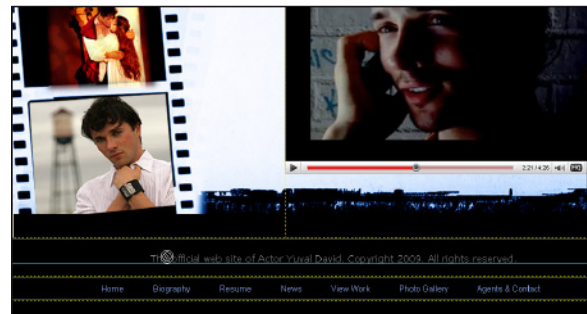 2:21/4:26 HQ
The official web site of Actor Yuval David. Copyright 2009. All rights reserved.
Home Biography Resume News View Work Photo Gallery Agents & Contact